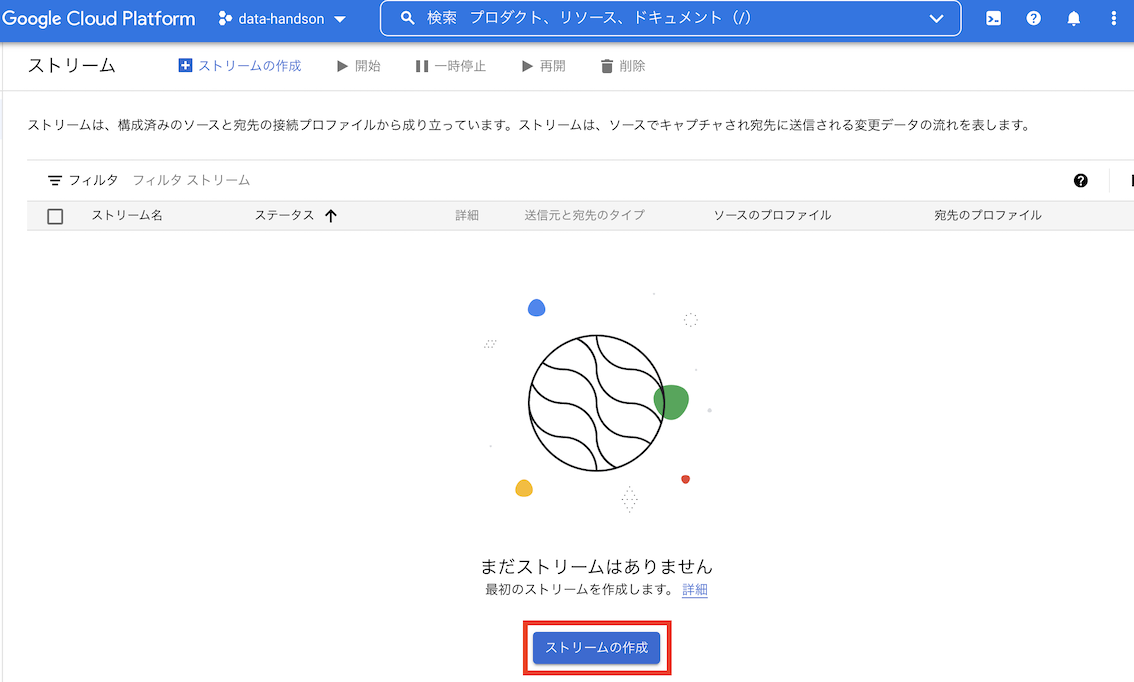 Google Cloud Platform data-handson 検索 プロダクト、リソース、ドキュメント（/）
ストリーム ストリームの作成 開始 一時停止 再開 削除
ストリームは、構成済みのソースと宛先の接続プロファイルから成り立っています。ストリームは、ソースでキャプチャされ宛先に送信される変更データの流れを表します。
フィルタ フィルタ ストリーム
ストリーム名 ステータス 詳細 送信元と宛先のタイプ ソースのプロファイル 宛先のプロファイル
まだストリームはありません
最初のストリームを作成します。 詳細
ストリームの作成